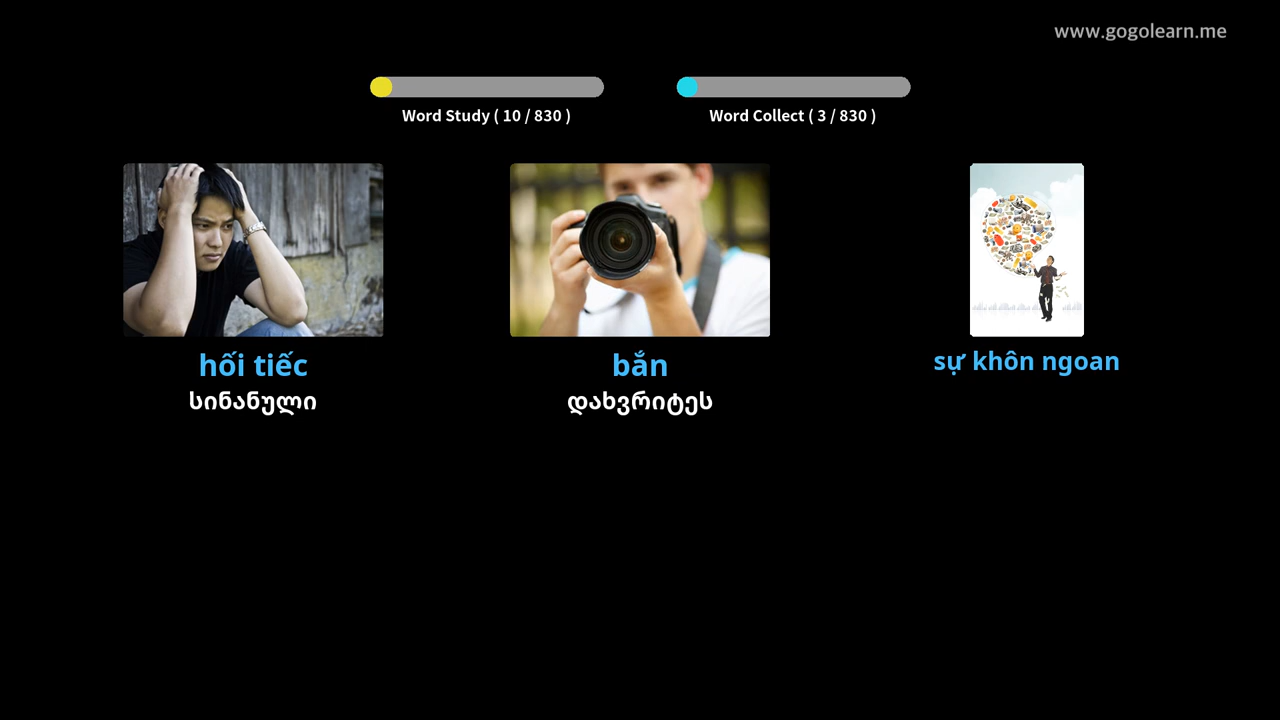 www.gogolearn.me
Word Study ( 10 / 830 )
Word Collect ( 3 / 830 )
hối tiếc
სინანული
bắn
დახვრიტეს
sự khôn ngoan